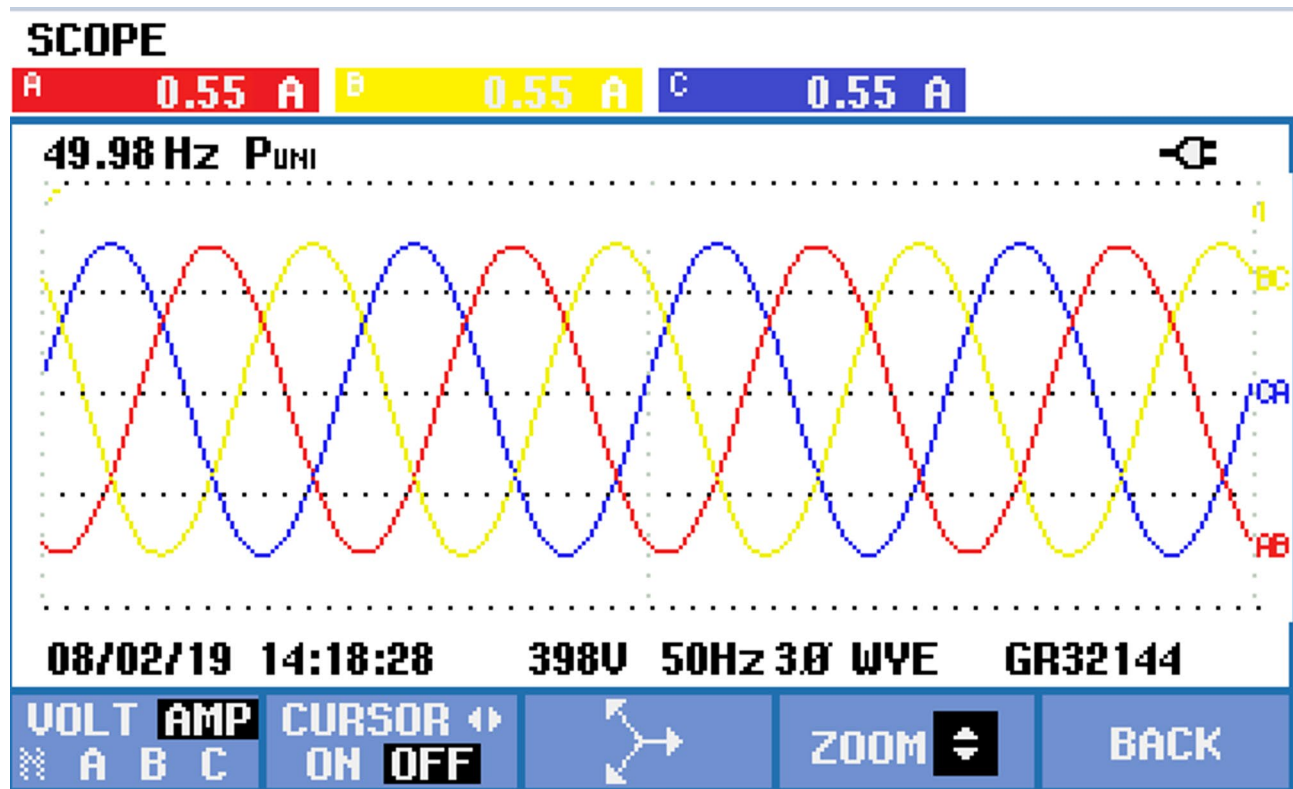 SCOPE
A 0.55 A B 0.55 A C 0.55 A
49.98 Hz PUNI
BC
CA
AB
08/02/19 14:18:28 398V 50Hz 3Ø WYE GR32144
VOLT AMP CURSOR ZOOM BACK
N A B C ON OFF